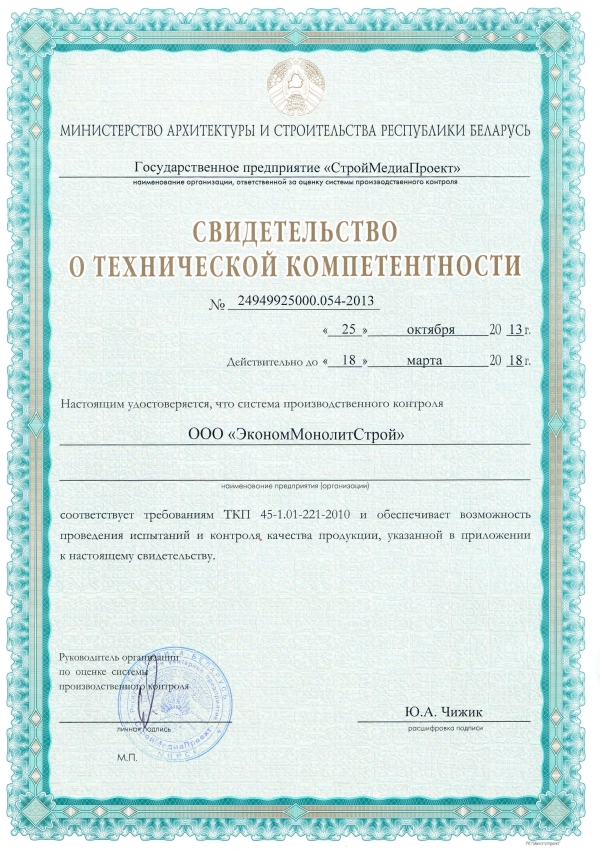 МИНИСТЕРСТВО АРХИТЕКТУРЫ И СТРОИТЕЛЬСТВА РЕСПУБЛИКИ БЕЛАРУСЬ
Государственное предприятие «СтройМедиаПроект»
наименование организации, ответственной за оценку системы производственного контроля
СВИДЕТЕЛЬСТВО
О ТЕХНИЧЕСКОЙ КОМПЕТЕНТНОСТИ
№ 24949925000.054-2013
« 25 » октября 20 13 г.
Действительно до « 18 » марта 20 18 г.
Настоящим удостоверяется, что система производственного контроля
ООО «ЭкономМонолитСтрой»
наименование предприятия (организации)
соответствует требованиям ТКП 45-1.01-221-2010 и обеспечивает возможность
проведения испытаний и контроля качества продукции, указанной в приложении
к настоящему свидетельству.
Руководитель организации
по оценке системы
производственного контроля
личная подпись
Ю.А. Чижик
расшифровка подписи
М.П.
СтройМедиаПроект
МИНСК